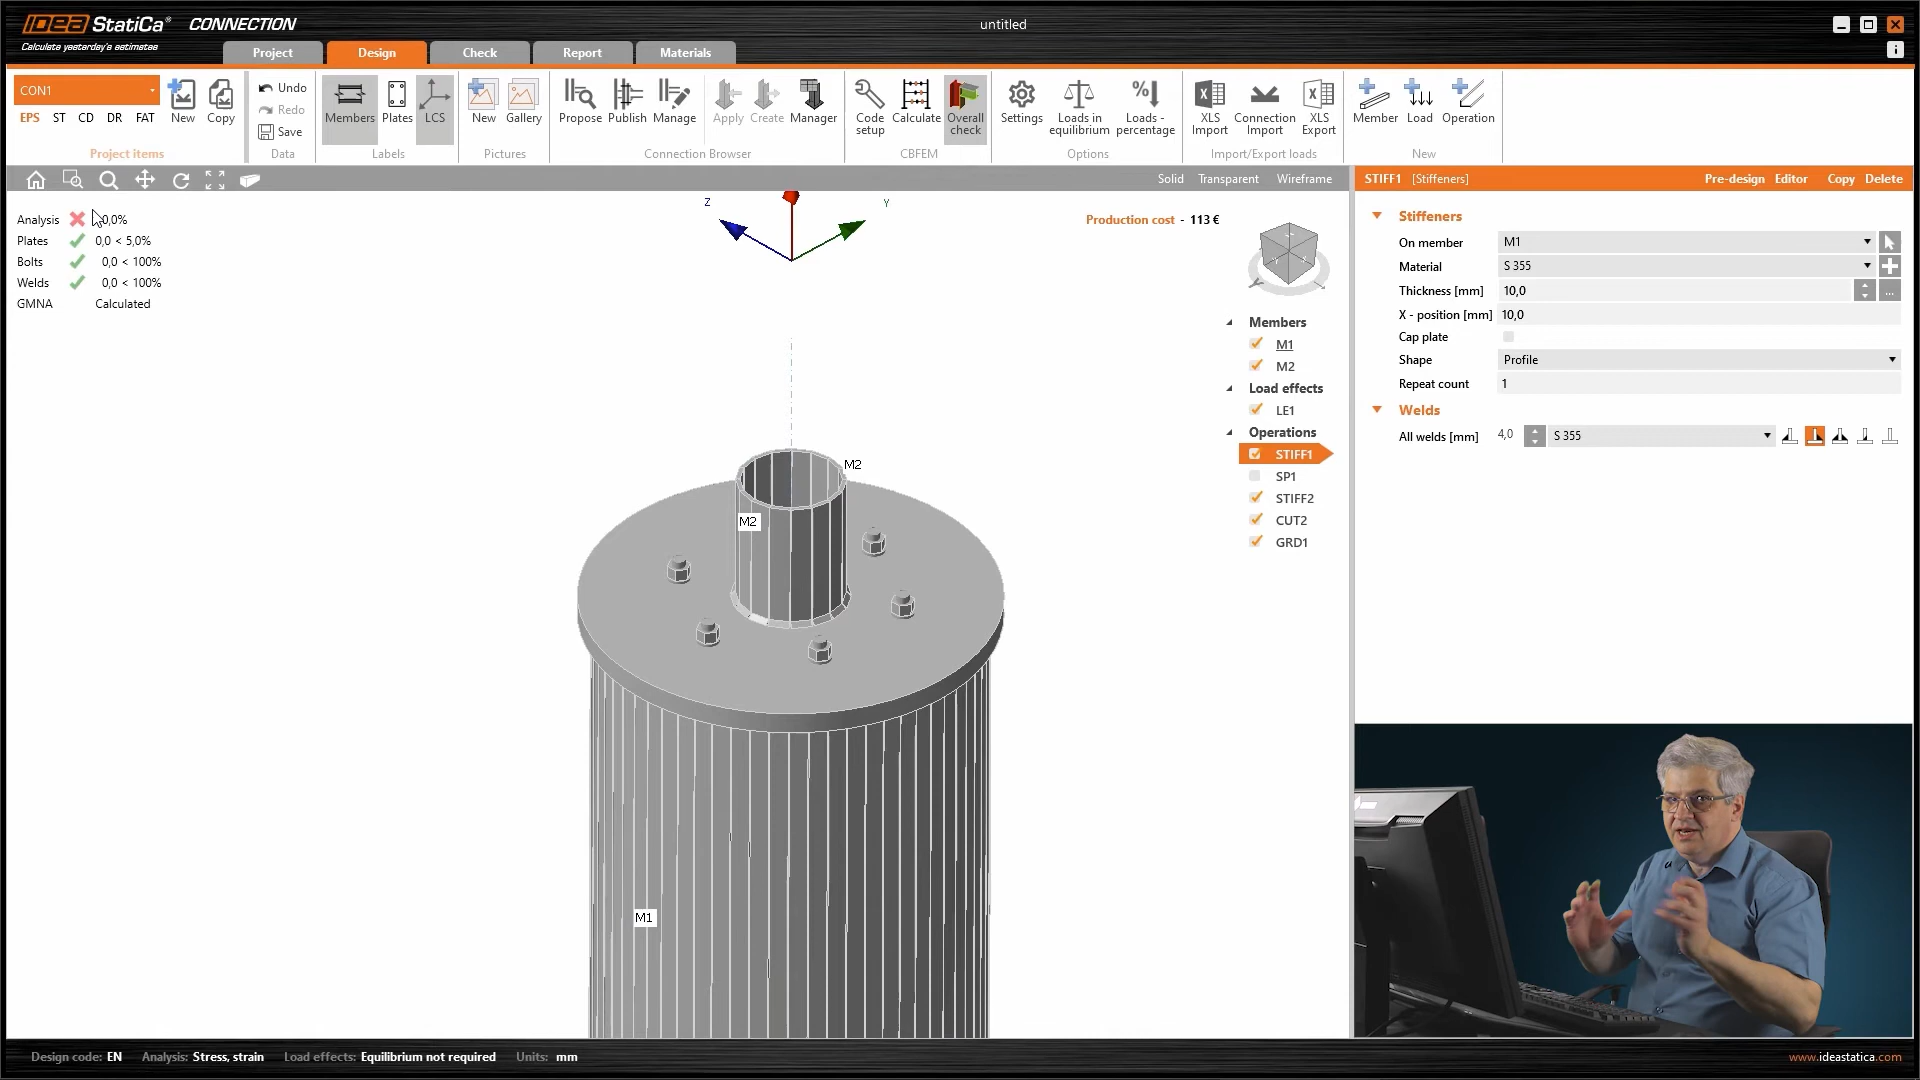 IDEA StatiCa® CONNECTION
Calculate yesterday's estimates
untitled
Project
Design
Check
Report
Materials
CON1
EPS ST CD DR FAT
New
Copy
Project items
Undo
Redo
Save
Data
Members
Plates
LCS
Labels
New
Gallery
Pictures
Propose
Publish
Manage
Apply
Create
Manager
Connection Browser
Code setup
Calculate
Overall check
CBFEM
Settings
Loads in equilibrium
Loads - percentage
Options
XLS Import
Connection Import
XLS Export
Import/Export loads
Member
Load
Operation
New
Solid
Transparent
Wireframe
Analysis 0,0%
Plates 0,0 < 5,0%
Bolts 0,0 < 100%
Welds 0,0 < 100%
GMNA Calculated
Z
Y
Production cost - 113 €
Members
M1
M2
Load effects
LE1
Operations
STIFF1
SP1
STIFF2
CUT2
GRD1
M2
M2
M1
STIFF1 [Stiffeners]
Pre-design Editor Copy Delete
Stiffeners
On member M1
Material S 355
Thickness [mm] 10,0
X - position [mm] 10,0
Cap plate
Shape Profile
Repeat count 1
Welds
All welds [mm] 4,0 S 355
Design code: EN Analysis: Stress, strain Load effects: Equilibrium not required Units: mm
www.ideastatica.com